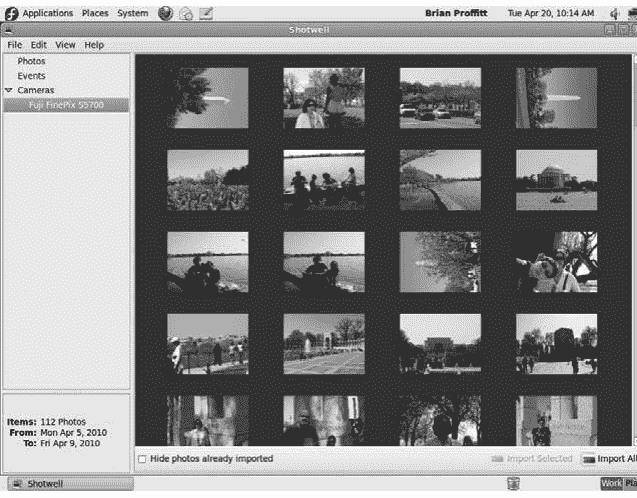 Applications Places System Brian Proffitt Tue Apr 20, 10:14 AM
Shotwell
File Edit View Help
Photos
Events
Cameras
Fuji FinePix S5700
Items: 112 Photos
From: Mon Apr 5, 2010
To: Fri Apr 9, 2010
Hide photos already imported Import Selected Import All
Shotwell Work Pla